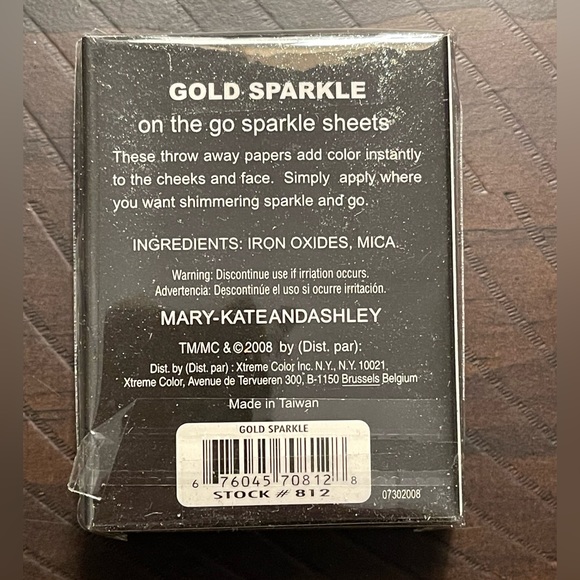 GOLD SPARKLE
on the go sparkle sheets
These throw away papers add color instantly
to the cheeks and face. Simply apply where
you want shimmering sparkle and go.
INGREDIENTS: IRON OXIDES, MICA.
Warning: Discontinue use if irriation occurs.
Advertencia: Descontinúe el uso si ocurre irritación.
MARY-KATEANDASHLEY
TM/MC & ©2008 by (Dist. par):
Dist. by (Dist. par) : Xtreme Color Inc. N.Y., N.Y. 10021
Xtreme Color, Avenue de Tervueren 300, B-1150 Brussels Belgium
Made in Taiwan
GOLD SPARKLE
6 76045 70812 8
STOCK # 812
07302008